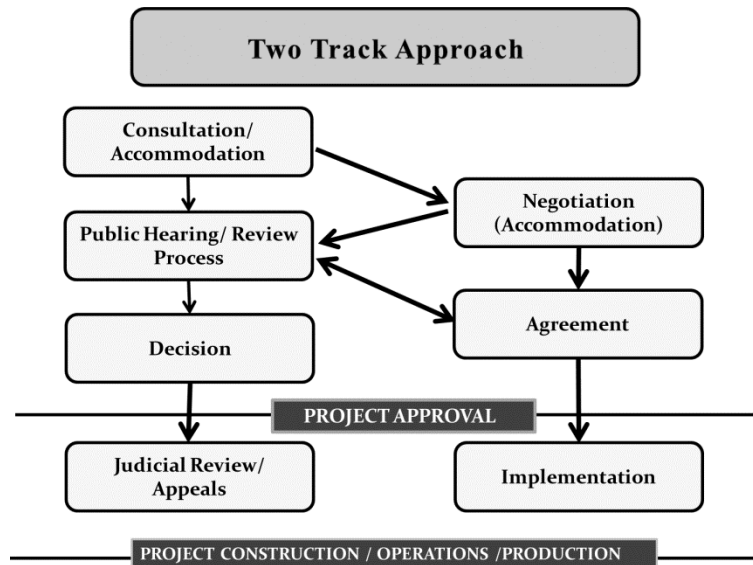 Two Track Approach
Consultation/
Accommodation
Negotiation
(Accommodation)
Public Hearing/ Review
Process
Agreement
Decision
PROJECT APPROVAL
Judicial Review/
Appeals
Implementation
PROJECT CONSTRUCTION / OPERATIONS /PRODUCTION